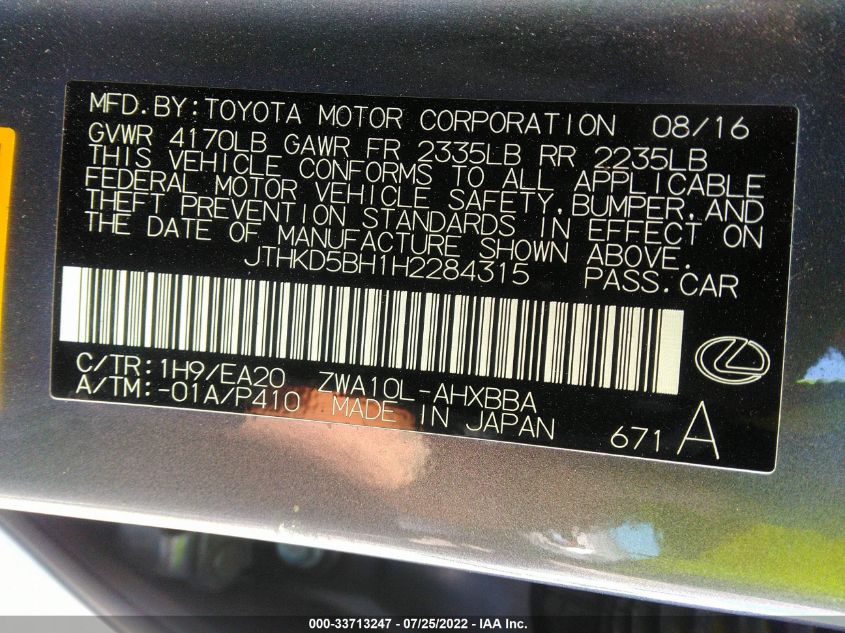 MFD.BY:TOYOTA MOTOR CORPORATION 08/16
GVWR 4170LB GAWR FR 2335LB RR 2235LB
THIS VEHICLE CONFORMS TO ALL APPLICABLE
FEDERAL MOTOR VEHICLE SAFETY,BUMPER,AND
THEFT PREVENTION STANDARDS IN EFFECT ON
THE DATE OF MANUFACTURE SHOWN ABOVE.
JTHKD5BH1H2284315 PASS.CAR
C/TR:1H9/EA20 ZWA10L-AHXBBA
A/TM:-01A/P410 MADE IN JAPAN
671 A
000-33713247 - 07/25/2022 - IAA Inc.